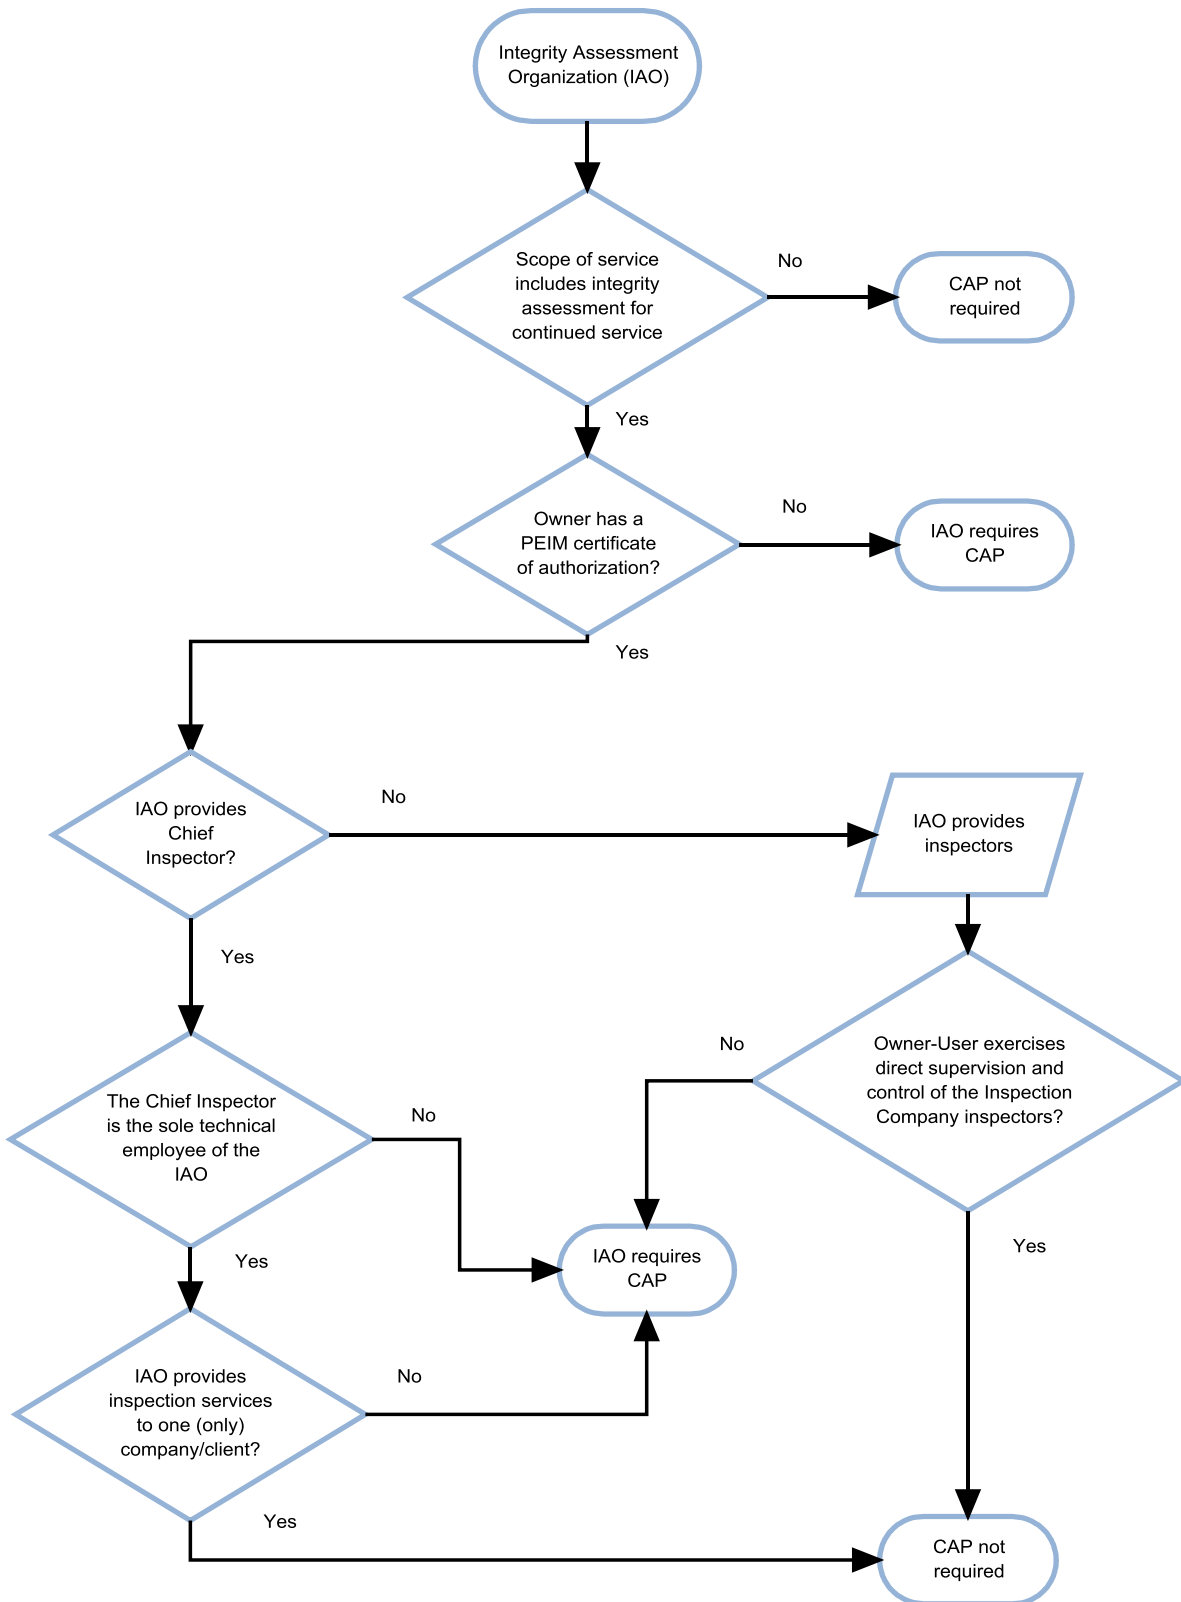 Integrity Assessment
Organization (IAO)
Scope of service
includes integrity
assessment for
continued service
No
CAP not
required
Yes
Owner has a
PEIM certificate
of authorization?
No
IAO requires
CAP
Yes
IAO provides
Chief
Inspector?
No
IAO provides
inspectors
Yes
Owner-User exercises
direct supervision and
control of the Inspection
Company inspectors?
No
The Chief Inspector
is the sole technical
employee of the
IAO
No
Yes
IAO requires
CAP
Yes
IAO provides
inspection services
to one (only)
company/client?
No
Yes
CAP not
required